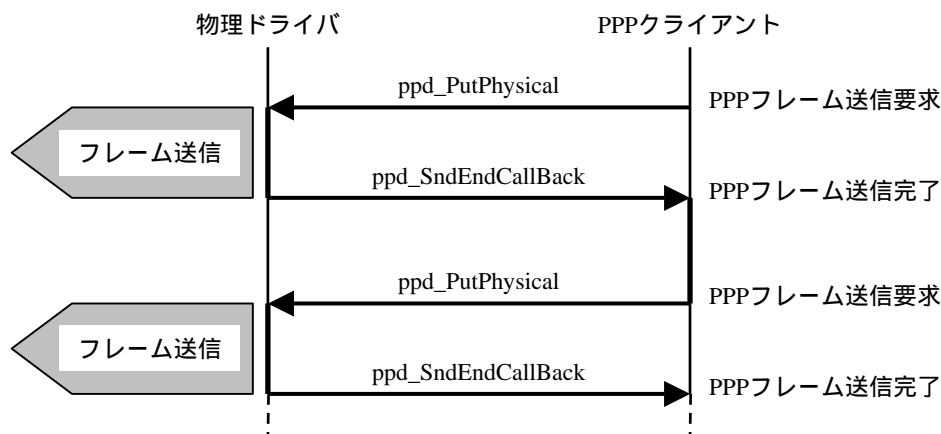 物理ドライバ
PPPクライアント
ppd_PutPhysical
PPPフレーム送信要求
フレーム送信
ppd_SndEndCallBack
PPPフレーム送信完了
ppd_PutPhysical
PPPフレーム送信要求
フレーム送信
ppd_SndEndCallBack
PPPフレーム送信完了